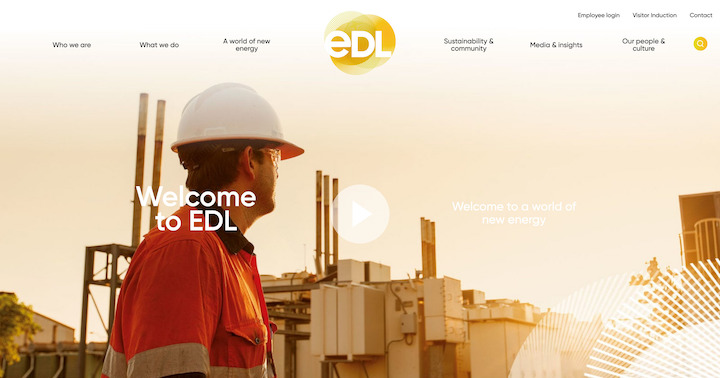 Employee login
Visitor Induction
Contact
Who we are
What we do
A world of new
energy
eDL
Sustainability &
community
Media & insights
Our people &
culture
Welcome
to EDL
Welcome to a world of
new energy